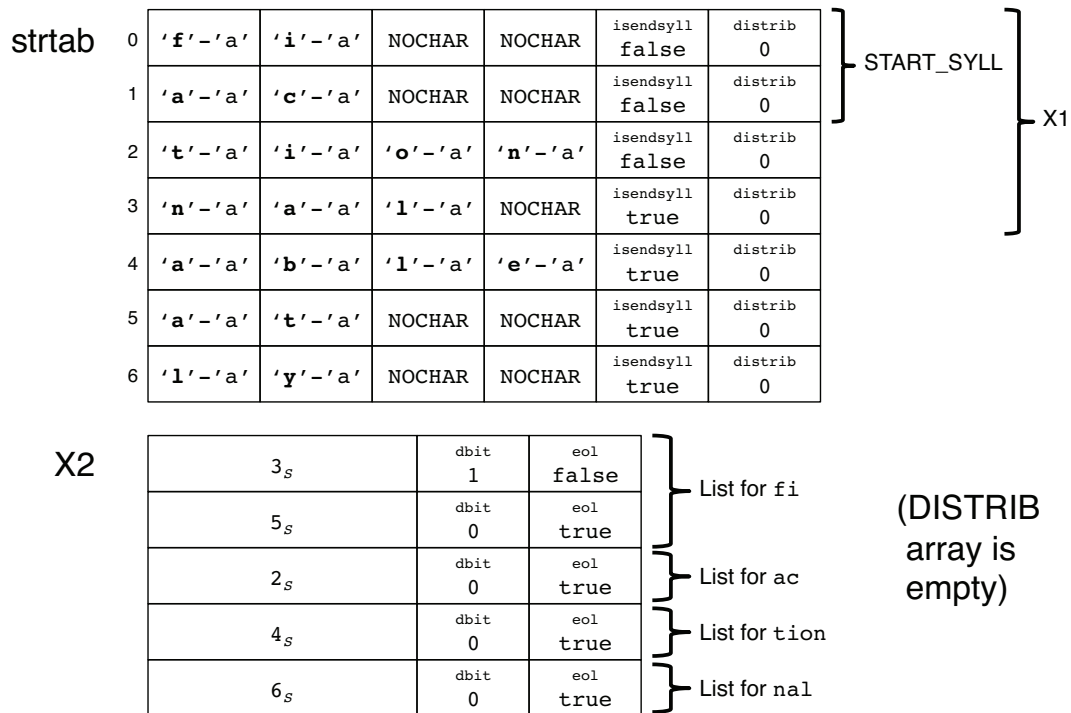 strtab
0 ‘f’-'a’ ‘i’-'a’ NOCHAR NOCHAR isendsyll false distrib 0
START_SYLL
1 ‘a’-'a’ ‘c’-'a’ NOCHAR NOCHAR isendsyll false distrib 0
X1
2 ‘t’-'a’ ‘i’-'a’ ‘o’-'a’ ‘n’-'a’ isendsyll false distrib 0
3 ‘n’-'a’ ‘a’-'a’ ‘l’-'a’ NOCHAR isendsyll true distrib 0
4 ‘a’-'a’ ‘b’-'a’ ‘l’-'a’ ‘e’-'a’ isendsyll true distrib 0
5 ‘a’-'a’ ‘t’-'a’ NOCHAR NOCHAR isendsyll true distrib 0
6 ‘l’-'a’ ‘y’-'a’ NOCHAR NOCHAR isendsyll true distrib 0
X2
3s dbit 1 eol false
List for fi
5s dbit 0 eol true
2s dbit 0 eol true
List for ac
4s dbit 0 eol true
List for tion
6s dbit 0 eol true
List for nal
(DISTRIB
array is
empty)